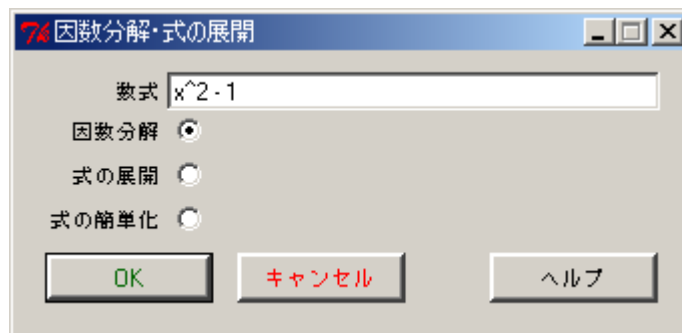 因数分解・式の展開
数式 x^2 - 1
因数分解
式の展開
式の簡単化
OK キャンセル ヘルプ